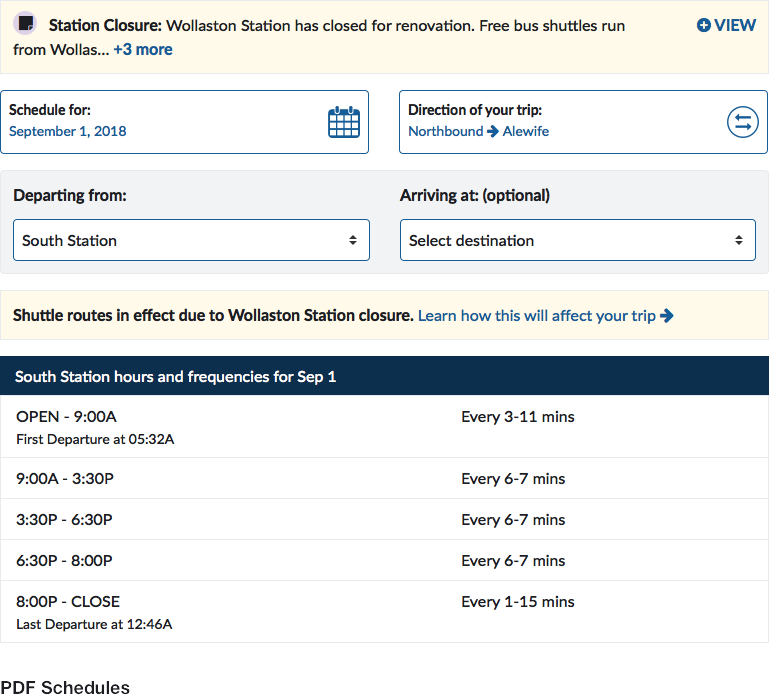 Station Closure: Wollaston Station has closed for renovation. Free bus shuttles run
from Wollas... +3 more
VIEW
Schedule for:
September 1, 2018
Direction of your trip:
Northbound Alewife
Departing from:
South Station
Arriving at: (optional)
Select destination
Shuttle routes in effect due to Wollaston Station closure. Learn how this will affect your trip
South Station hours and frequencies for Sep 1
OPEN - 9:00A Every 3-11 mins
First Departure at 05:32A
9:00A - 3:30P Every 6-7 mins
3:30P - 6:30P Every 6-7 mins
6:30P - 8:00P Every 6-7 mins
8:00P - CLOSE Every 1-15 mins
Last Departure at 12:46A
PDF Schedules